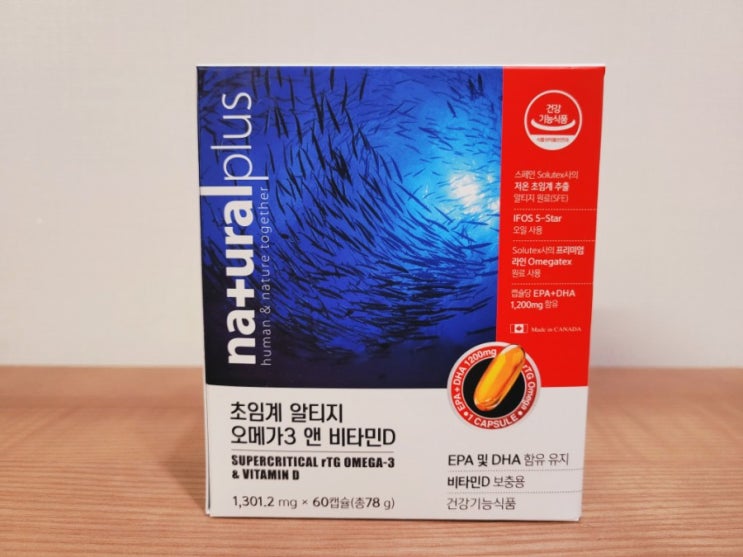 natural plus
human & nature together
건강
기능식품
스페인 Solutex사의
저온 초임계 추출
알티지 원료(SFE)
IFOS 5-Star
오일 사용
Solutex사의 프리미엄
라인 Omegatex
원료 사용
캡슐당 EPA+DHA
1,200mg 함유
Made in CANADA
EPA + DHA 1200mg
rTG Omega
1 CAPSULE
초임계 알티지
오메가3 앤 비타민D
SUPERCRITICAL rTG OMEGA-3
& VITAMIN D
1,301.2 mg × 60캡슐(총78 g)
EPA 및 DHA 함유 유지
비타민D 보충용
건강기능식품